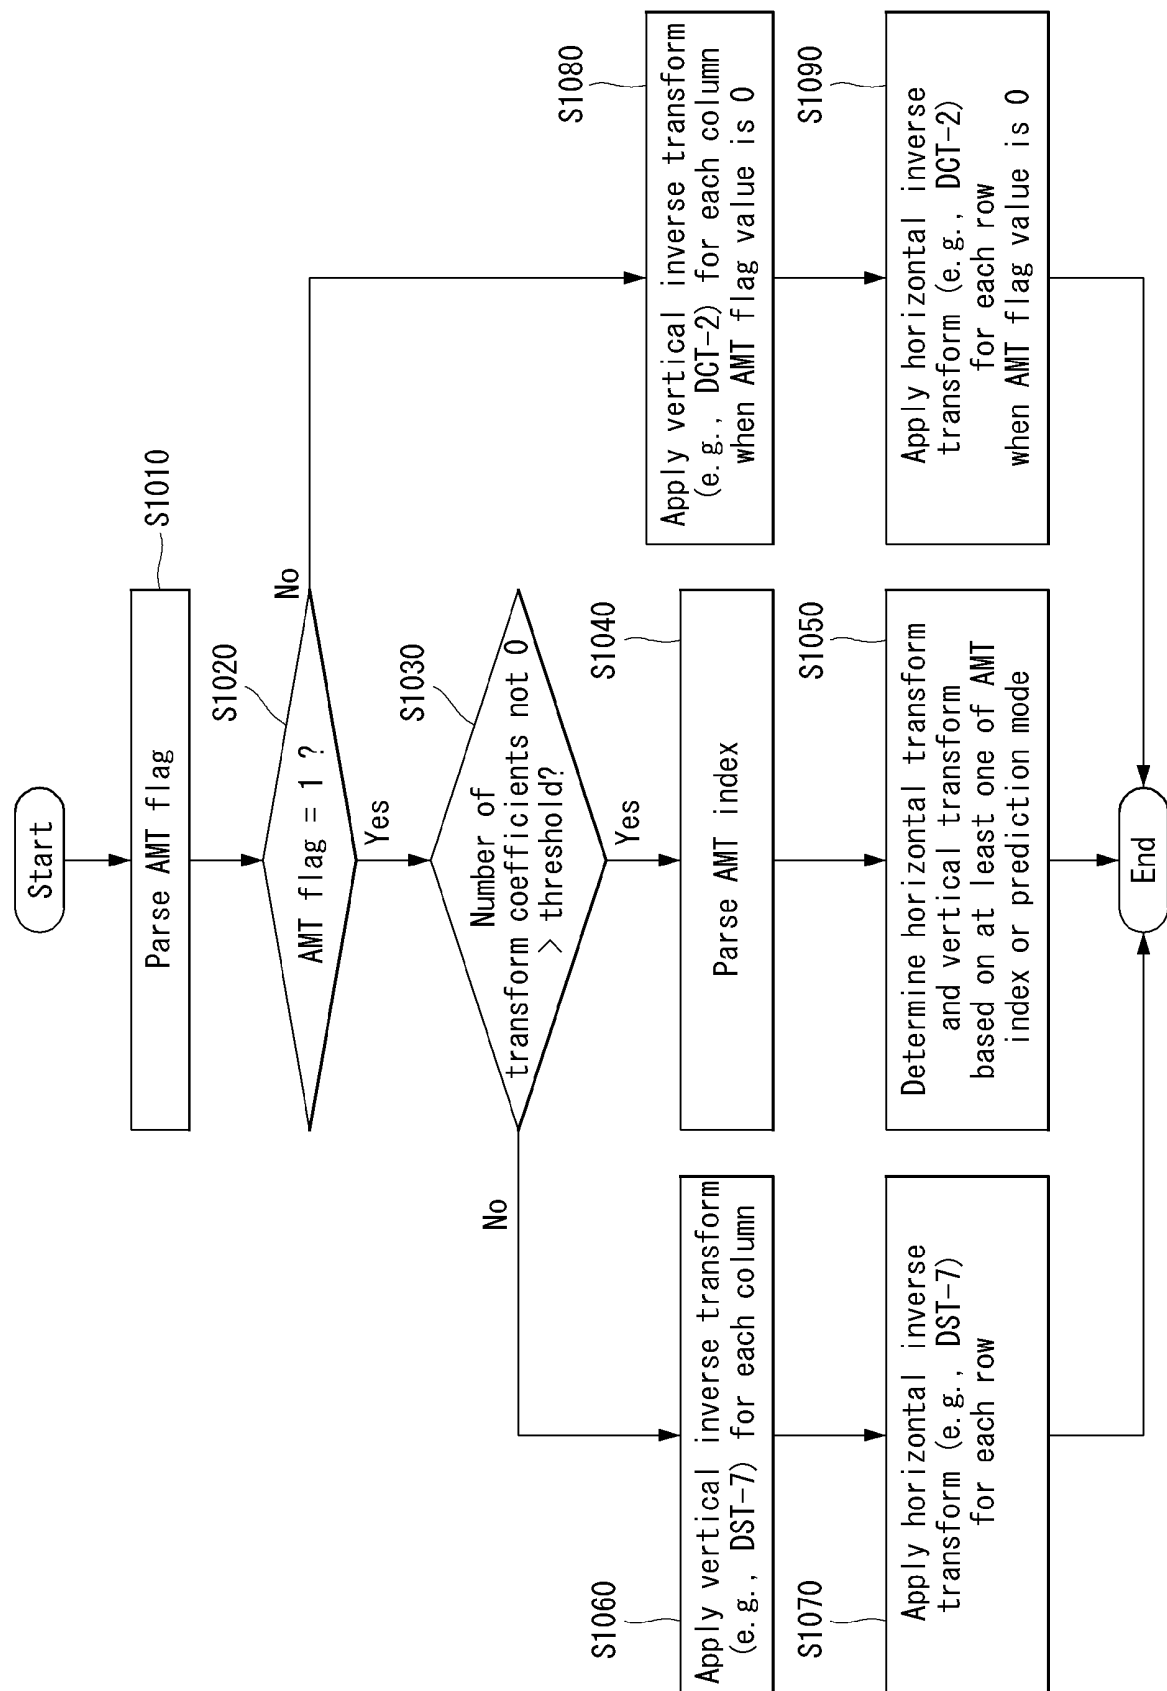 Start
Parse AMT flag
S1010
AMT flag = 1 ?
S1020
No
Yes
Number of
transform coefficients not 0
> threshold?
S1030
No
Yes
Apply vertical inverse transform
(e.g., DST-7) for each column
S1060
Parse AMT index
S1040
Apply vertical inverse transform
(e.g., DCT-2) for each column
when AMT flag value is 0
S1080
Apply horizontal inverse
transform (e.g., DST-7)
for each row
S1070
Determine horizontal transform
and vertical transform
based on at least one of AMT
index or prediction mode
S1050
Apply horizontal inverse
transform (e.g., DCT-2)
for each row
when AMT flag value is 0
S1090
End